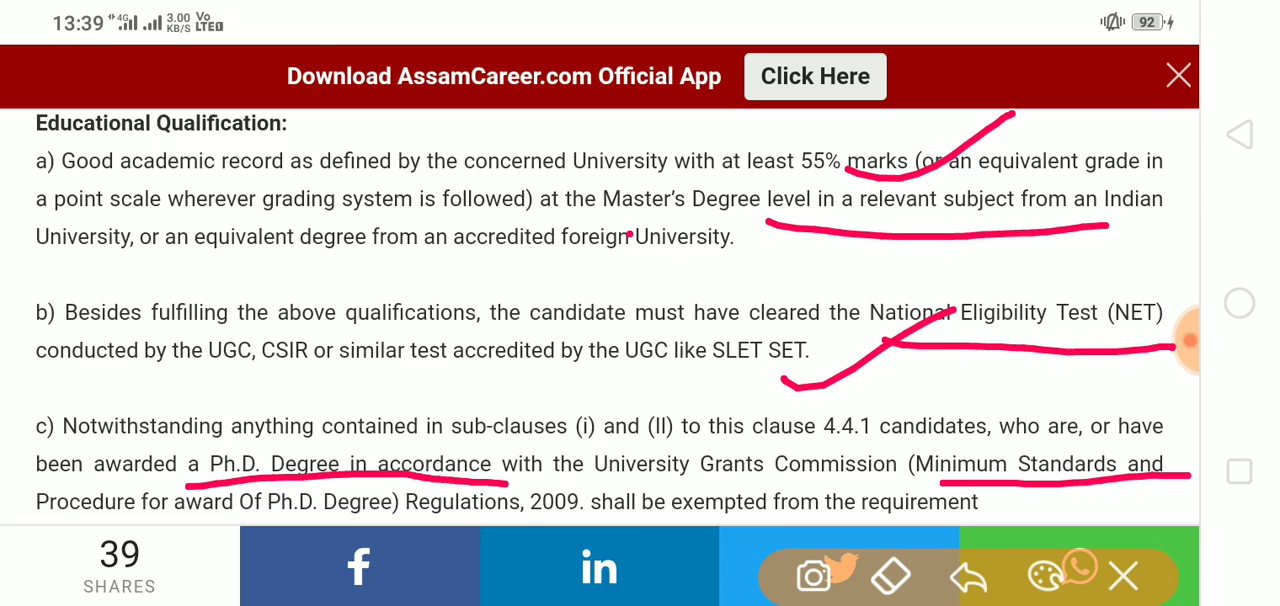 13:39 4G 3.00 KB/S Vo LTE 92
Download AssamCareer.com Official App Click Here
Educational Qualification:
a) Good academic record as defined by the concerned University with at least 55% marks (or an equivalent grade in
a point scale wherever grading system is followed) at the Master's Degree level in a relevant subject from an Indian
University, or an equivalent degree from an accredited foreign University.
b) Besides fulfilling the above qualifications, the candidate must have cleared the National Eligibility Test (NET)
conducted by the UGC, CSIR or similar test accredited by the UGC like SLET SET.
c) Notwithstanding anything contained in sub-clauses (i) and (II) to this clause 4.4.1 candidates, who are, or have
been awarded a Ph.D. Degree in accordance with the University Grants Commission (Minimum Standards and
Procedure for award Of Ph.D. Degree) Regulations, 2009. shall be exempted from the requirement
39
SHARES
f in